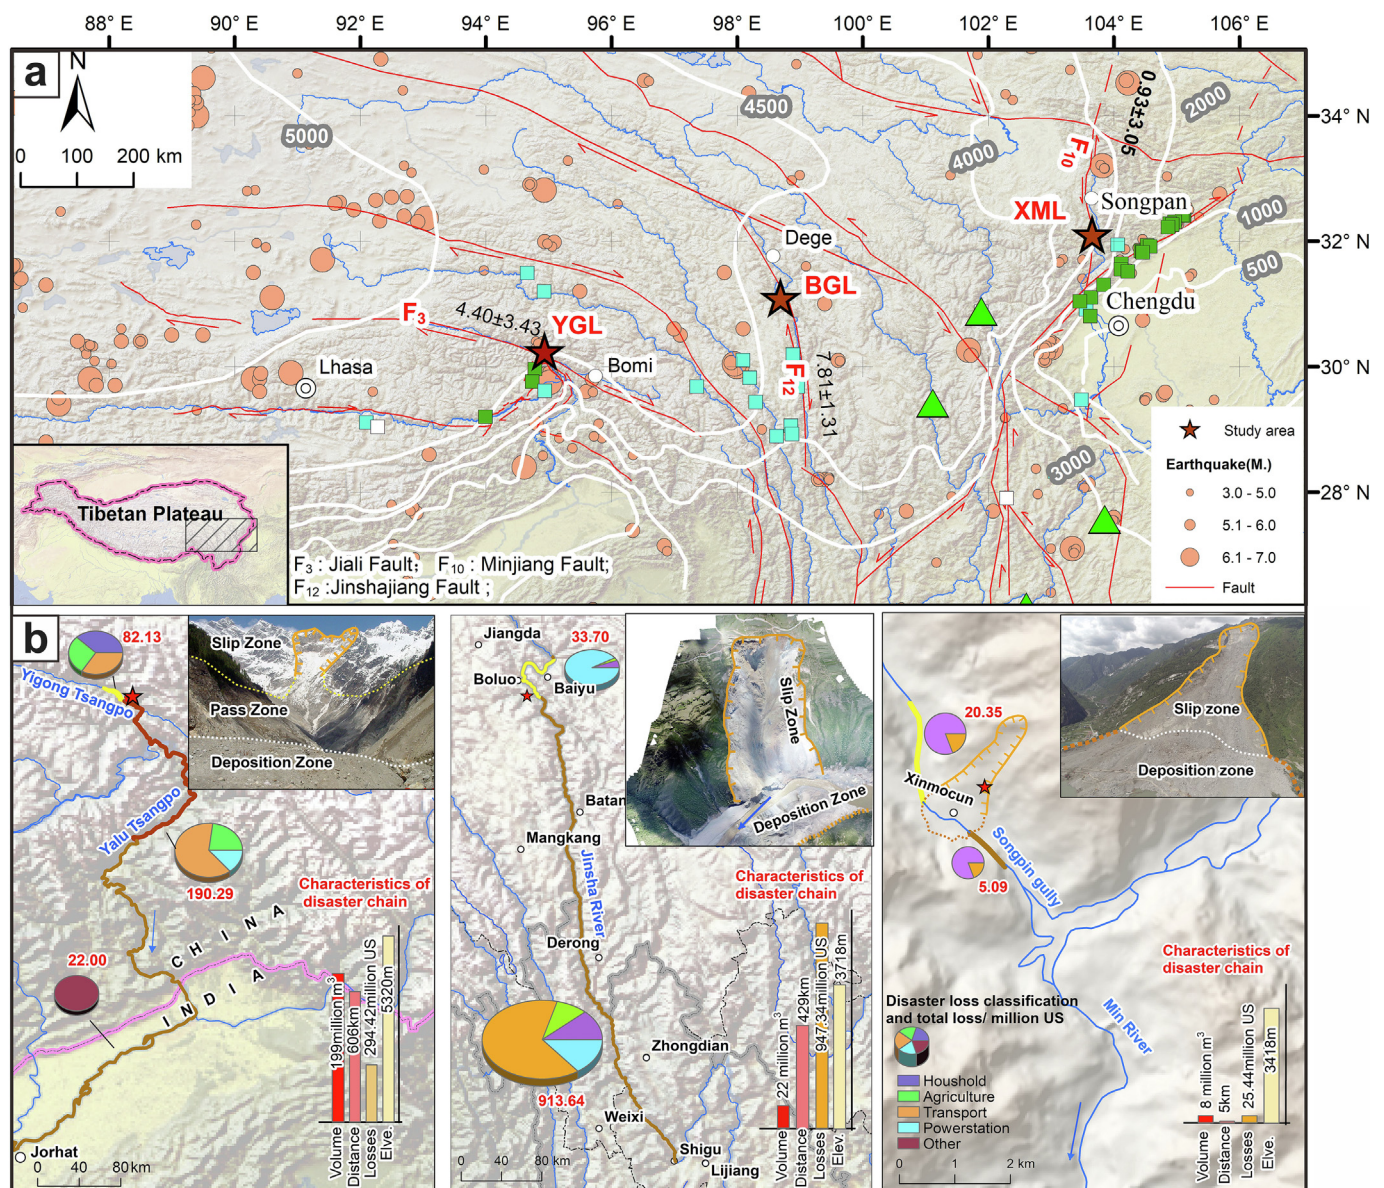 88° E 90° E 92° E 94° E 96° E 98° E 100° E 102° E 104° E 106° E
a
N
0 100 200 km
5000
4500
4000
2000
0.93±3.05
F10
34° N
XML
Songpan
1000
32° N
500
Dege
BGL
Chengdu
F3
4.40±3.43
YGL
Lhasa
Bomi
F12
7.81±1.31
30° N
3000
28° N
Study area
Earthquake(M.)
3.0 - 5.0
5.1 - 6.0
6.1 - 7.0
Fault
Tibetan Plateau
F3 : Jiali Fault; F10 : Minjiang Fault;
F12 :Jinshajiang Fault ;
b
82.13
Yigong Tsangpo
Slip Zone
Pass Zone
Deposition Zone
Yalu Tsangpo
190.29
Characteristics of
disaster chain
CHINA
INDIA
22.00
199million m3
606km
294.42million US
5320m
Volume
Distance
Losses
Elve.
Jorhat
0 40 80 km
Jiangda
33.70
Boluo
Baiyu
Slip Zone
Deposition Zone
Batan
Mangkang
Jinsha River
Characteristics of
disaster chain
Derong
Zhongdian
913.64
Weixi
Shigu
Lijiang
22 million m3
429km
947.34million US
3718m
Volume
Distance
Losses
Elev.
0 40 80 km
20.35
Xinmocun
Slip zone
Deposition zone
Songpin gully
5.09
Characteristics of
disaster chain
Min River
Disaster loss classification
and total loss/ million US
Houshold
Agriculture
Transport
Powerstation
Other
8 million m3
5km
25.44million US
3418m
Volume
Distance
Losses
Elve.
0 1 2 km